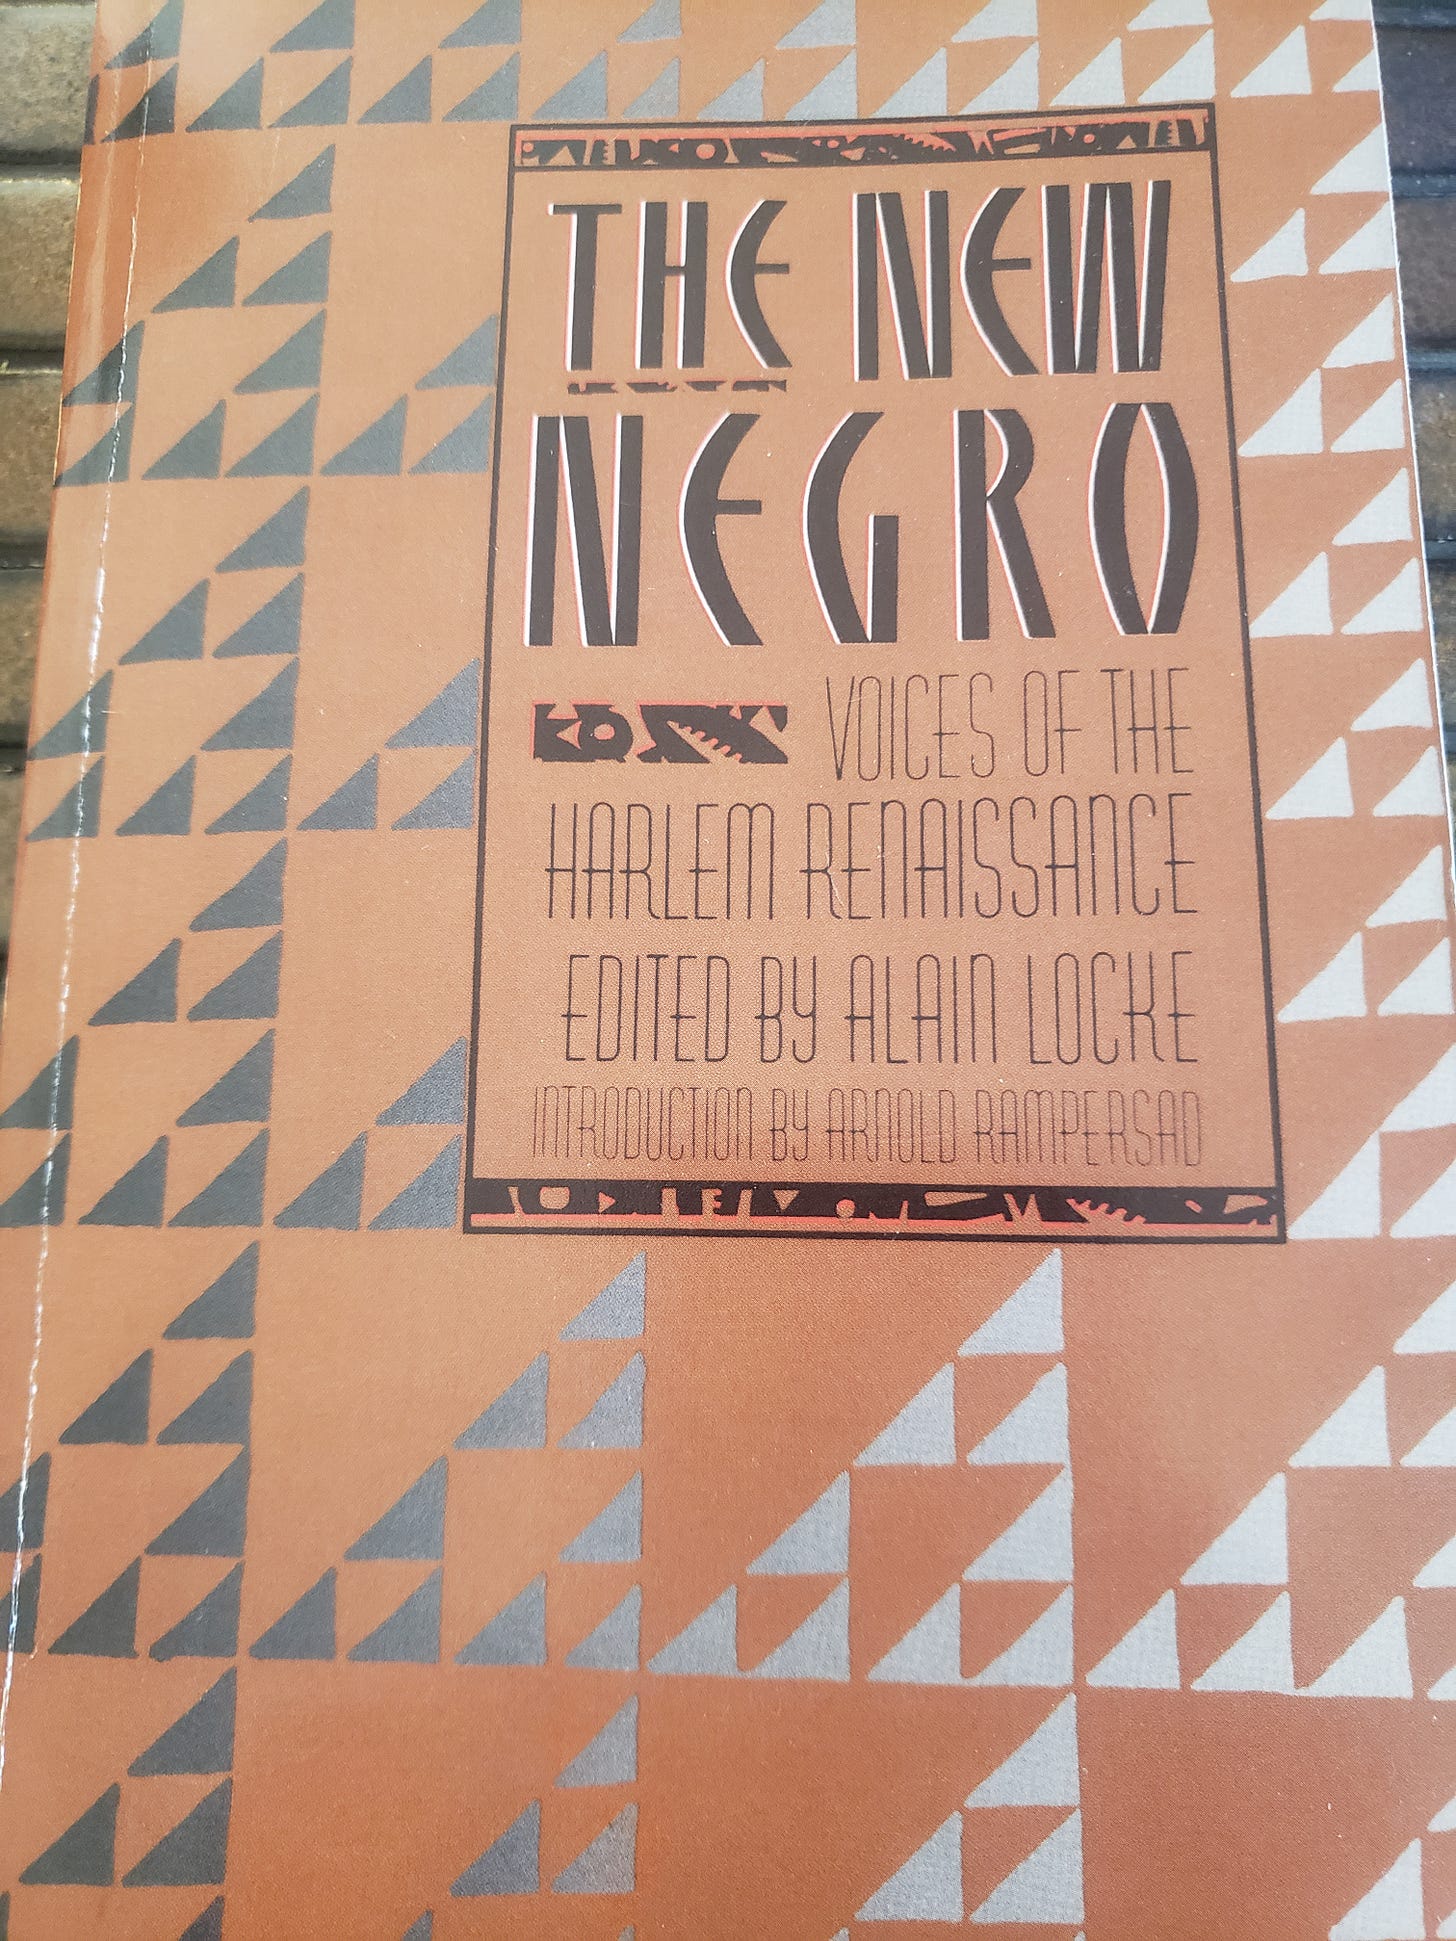 THE NEW
NEGRO
VOICES OF THE
HARLEM RENAISSANCE
EDITED BY ALAIN LOCKE
INTRODUCTION BY ARNOLD RAMPERSAD